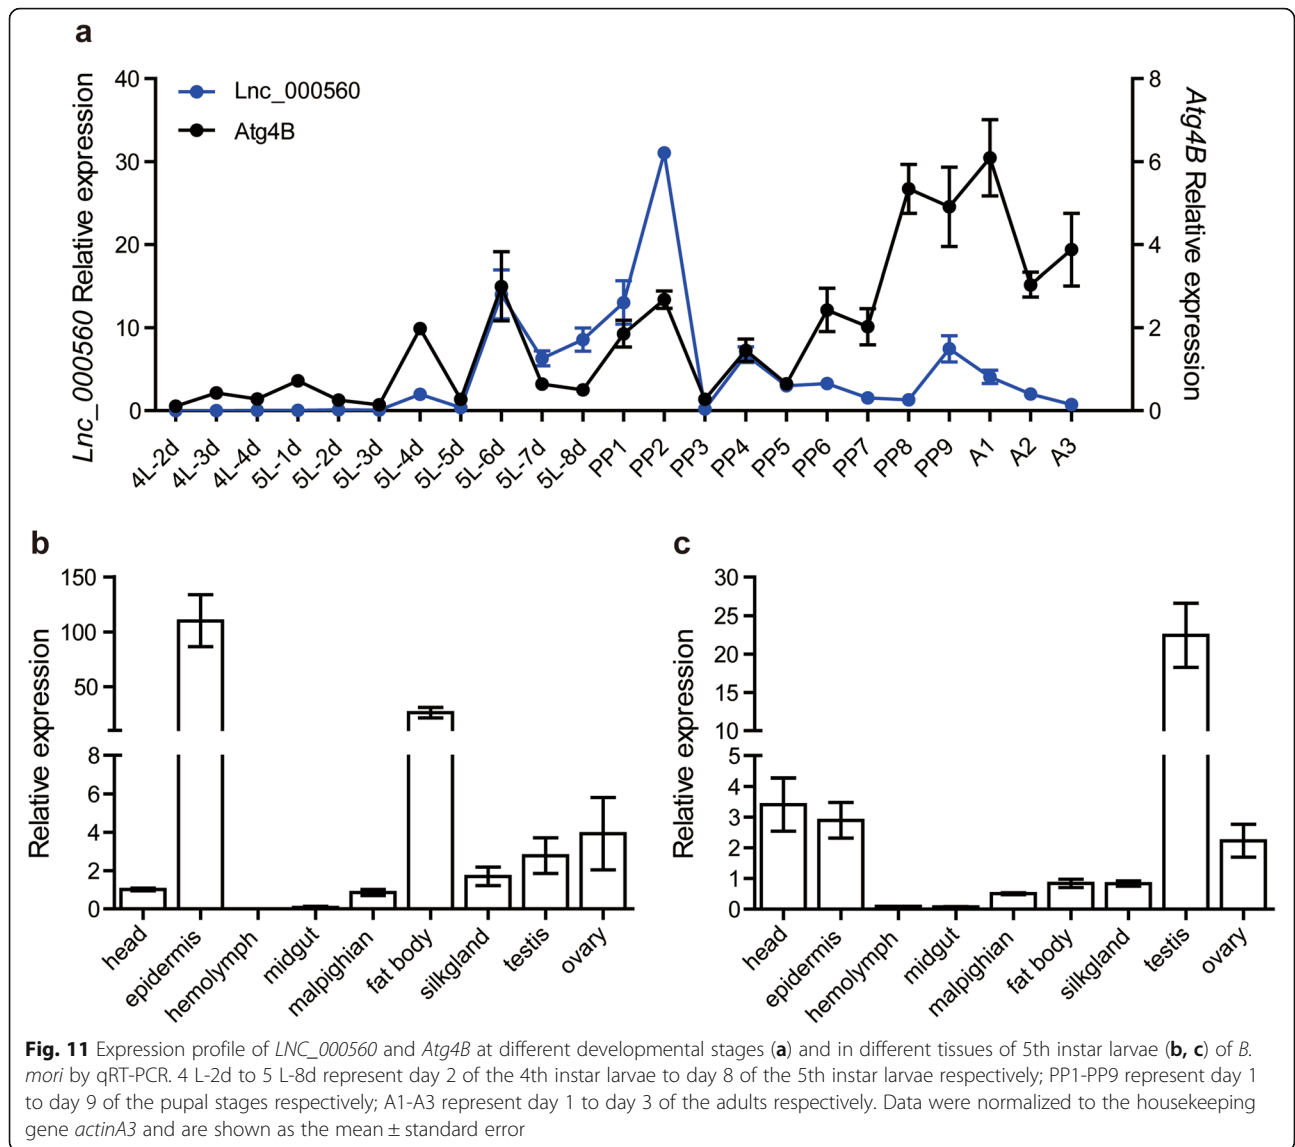 a
Lnc_000560 Relative expression
40
30
20
10
0
Lnc_000560
Atg4B
8
6
4
2
0
Atg4B Relative expression
4L-2d
4L-3d
4L-4d
5L-1d
5L-2d
5L-3d
5L-4d
5L-5d
5L-6d
5L-7d
5L-8d
PP1
PP2
PP3
PP4
PP5
PP6
PP7
PP8
PP9
A1
A2
A3
b
Relative expression
150
100
50
8
6
4
2
0
head
epidermis
hemolymph
midgut
malpighian
fat body
silkgland
testis
ovary
c
Relative expression
30
25
20
15
10
5
4
3
2
1
0
head
epidermis
hemolymph
midgut
malpighian
fat body
silkgland
testis
ovary
Fig. 11 Expression profile of LNC_000560 and Atg4B at different developmental stages (a) and in different tissues of 5th instar larvae (b, c) of B.
mori by qRT-PCR. 4 L-2d to 5 L-8d represent day 2 of the 4th instar larvae to day 8 of the 5th instar larvae respectively; PP1-PP9 represent day 1
to day 9 of the pupal stages respectively; A1-A3 represent day 1 to day 3 of the adults respectively. Data were normalized to the housekeeping
gene actinA3 and are shown as the mean ± standard error